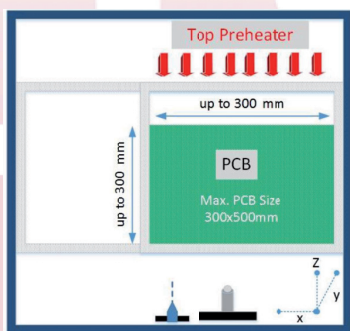 Top Preheater
up to 300 mm
up to 300 mm
PCB
Max. PCB Size
300x500mm
Z
y
x